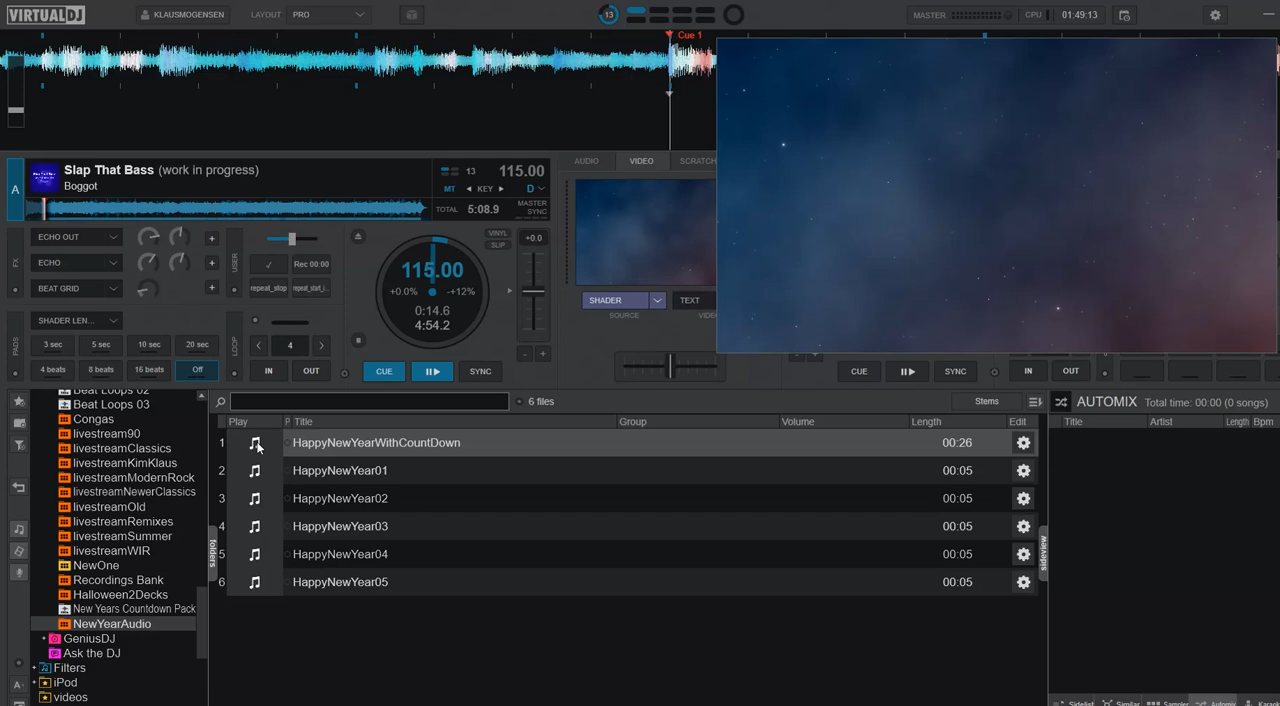 VIRTUALDJ KLAUSMOGENSEN LAYOUT PRO 13 MASTER CPU 01:49:13
Cue 1
A Slap That Bass (work in progress)
Boggot
13 115.00
MT KEY D
TOTAL 5:08.9 MASTER SYNC
AUDIO VIDEO SCRATCH
FX
ECHO OUT
ECHO
BEAT GRID
USER
Rec 00:00
repeat_stop repeat_start_i...
VINYL
SLIP
+0.0
115.00
+0.0% -+12%
0:14.6
4:54.2
SHADER TEXT
SOURCE
PADS
SHADER LEN...
3 sec 5 sec 10 sec 20 sec
4 beats 8 beats 16 beats Off
LOOP
4
IN OUT
CUE SYNC
- +
CUE SYNC
IN OUT
Beat Loops 02
Beat Loops 03
Congas
livestream90
livestreamClassics
livestreamKimKlaus
livestreamModernRock
livestreamNewerClassics
livestreamOld
livestreamRemixes
livestreamSummer
livestreamWIR
NewOne
Recordings Bank
Halloween2Decks
New Years Countdown Pack
NewYearAudio
GeniusDJ
Ask the DJ
Filters
iPod
videos
folders
6 files Stems
Play P Title Group Volume Length Edit
1 HappyNewYearWithCountDown 00:26
2 HappyNewYear01 00:05
3 HappyNewYear02 00:05
4 HappyNewYear03 00:05
5 HappyNewYear04 00:05
6 HappyNewYear05 00:05
sideview
AUTOMIX Total time: 00:00 (0 songs)
Title Artist Length Bpm
Sidelist Similar Sampler Automix